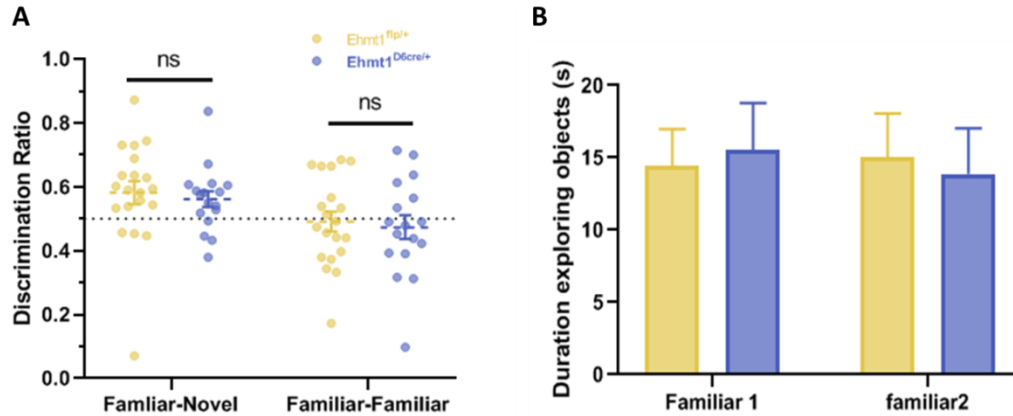 A
Ehmt1flp/+
Ehmt1D6cre/+
ns
ns
Discrimination Ratio
1.0
0.8
0.6
0.4
0.2
0.0
Famliar-Novel
Familiar-Familiar
B
Duration exploring objects (s)
20
15
10
5
0
Familiar 1
familiar2